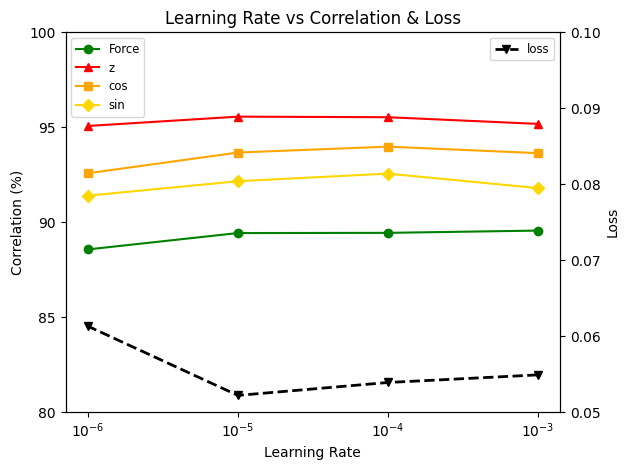 Learning Rate vs Correlation & Loss
Force
z
cos
sin
loss
Correlation (%)
100
95
90
85
80
Loss
0.10
0.09
0.08
0.07
0.06
0.05
10⁻⁶ 10⁻⁵ 10⁻⁴ 10⁻³
Learning Rate